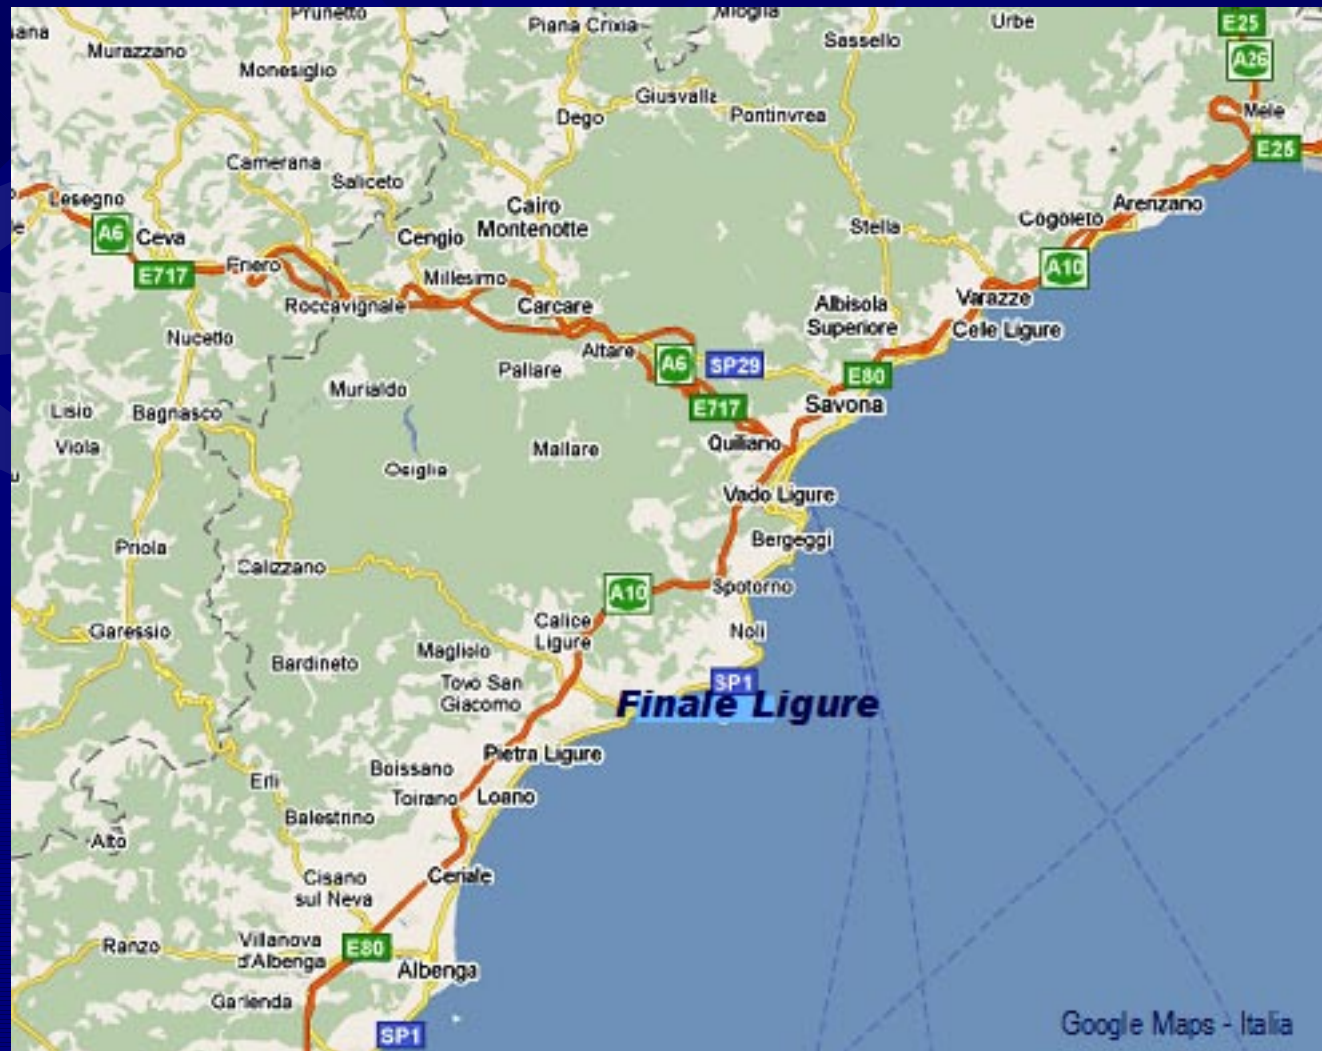 Prunetto
Piana Crixia
Mioglia
Urbe
E25
Murazzano
Sassello
A26
Monesiglio
Giusvalla
Mele
Dego
Pontinvrea
E25
Camerana
Saliceto
Lesegno
Cairo
Montenotte
Arenzano
Cogoleto
A6
Ceva
Cengio
Stella
E717
Priero
Millesimo
A10
Roccavignale
Carcare
Albisola
Superiore
Varazze
Nucetto
Celle Ligure
Altare
A6
SP29
Pallare
E80
Murialdo
Lisio
Bagnasco
E717
Savona
Viola
Mallare
Quiliano
Osiglia
Vado Ligure
Priola
Bergeggi
Calizzano
A10
Spotorno
Garessio
Calice
Ligure
Noli
Bardineto
Magliolo
Tovo San
Giacomo
SP1
Finale Ligure
Pietra Ligure
Erli
Boissano
Toirano
Loano
Balestrino
Alto
Cisano
sul Neva
Ceriale
Ranzo
Villanova
d'Albenga
E80
Albenga
Garlenda
SP1
Google Maps - Italia